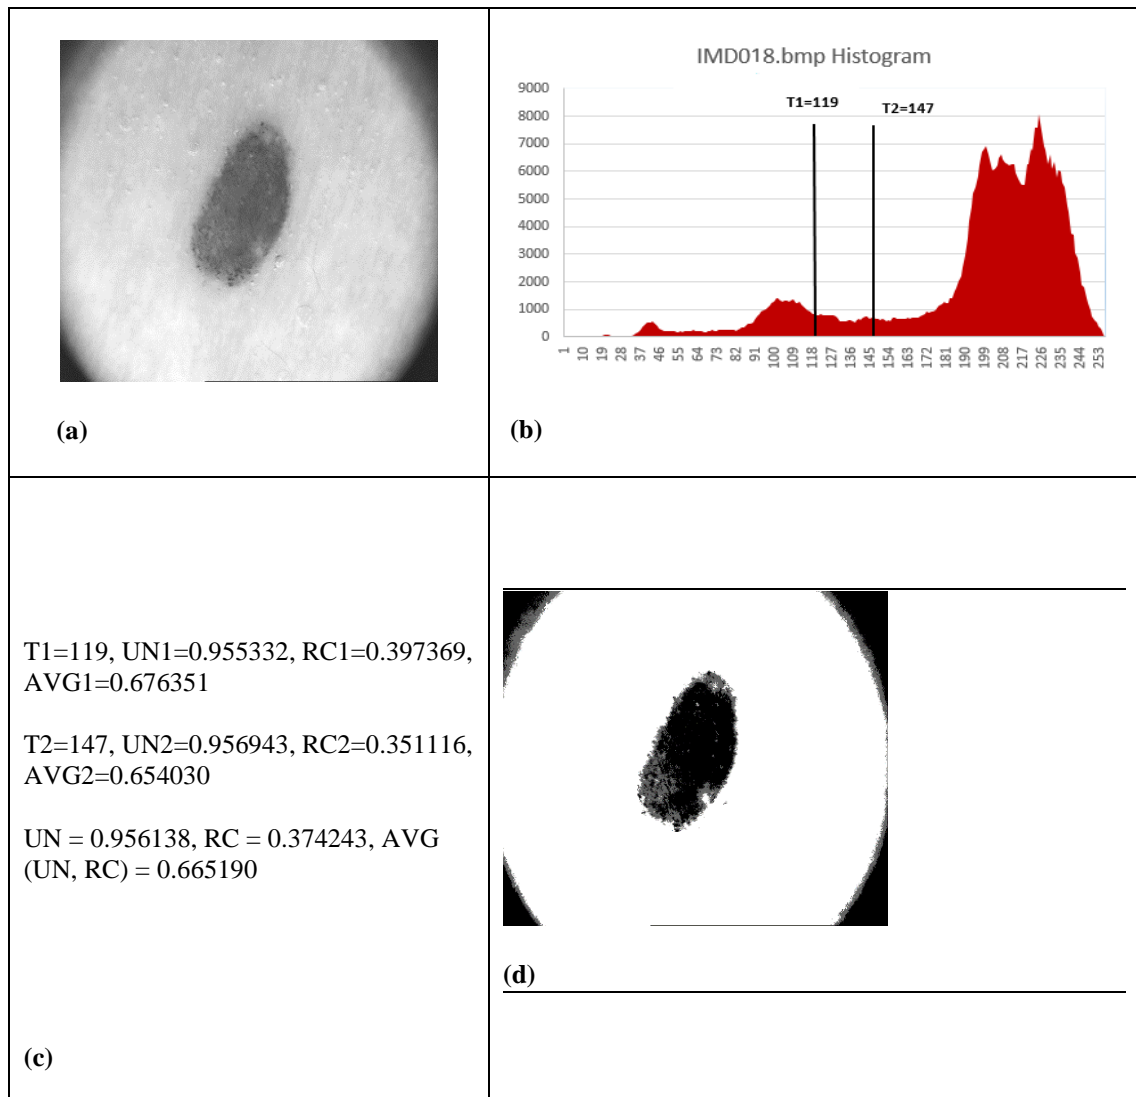 (a)
IMD018.bmp Histogram
9000
8000
7000
6000
5000
4000
3000
2000
1000
0
T1=119
T2=147
1 10 19 28 37 46 55 64 73 82 91 100 109 118 127 136 145 154 163 172 181 190 199 208 217 226 235 244 253
(b)
T1=119, UN1=0.955332, RC1=0.397369,
AVG1=0.676351
T2=147, UN2=0.956943, RC2=0.351116,
AVG2=0.654030
UN = 0.956138, RC = 0.374243, AVG
(UN, RC) = 0.665190
(c)
(d)